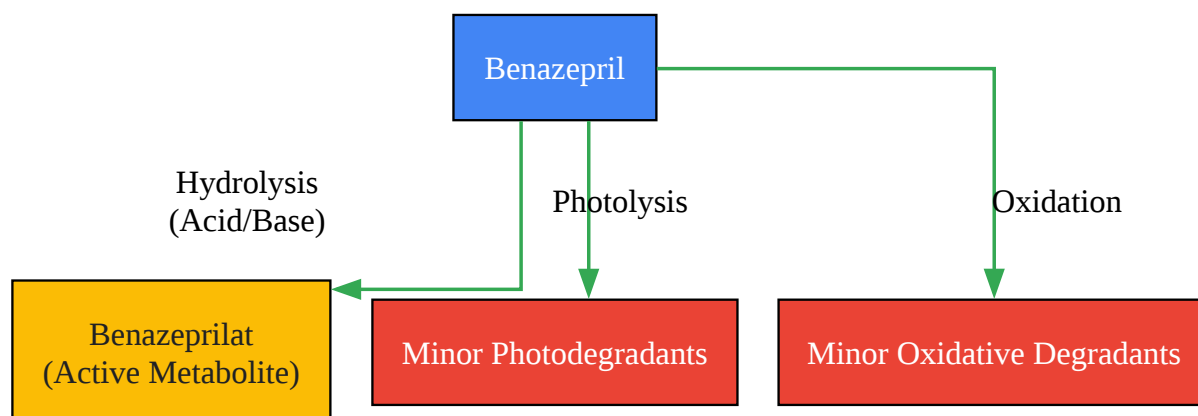 Benazepril
Hydrolysis
(Acid/Base)
Photolysis
Oxidation
Benazeprilat
(Active Metabolite)
Minor Photodegradants
Minor Oxidative Degradants